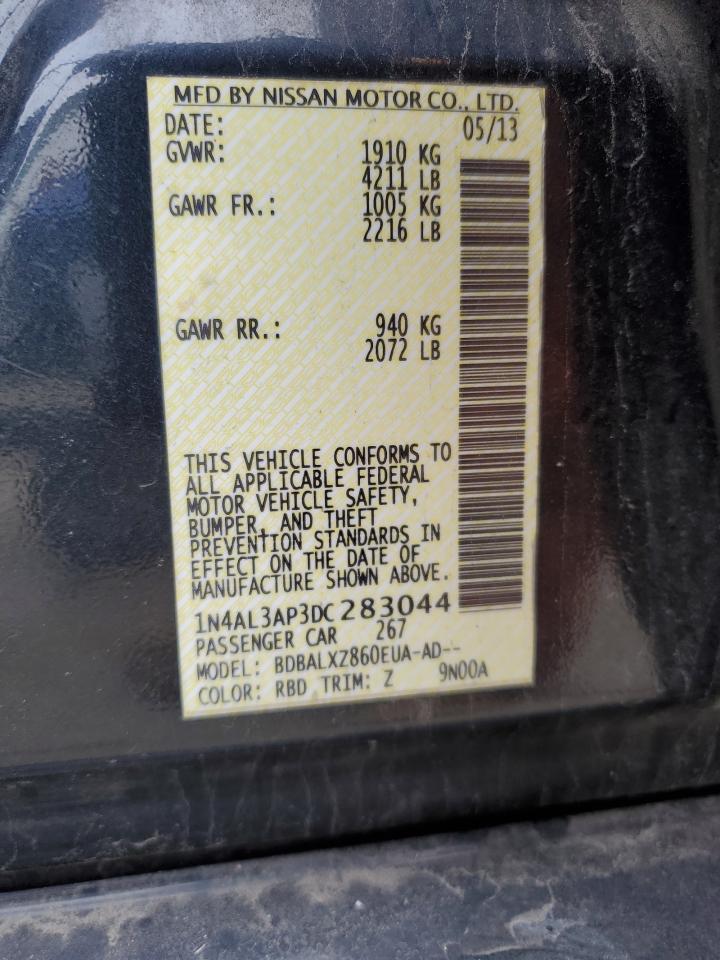 MFD BY NISSAN MOTOR CO., LTD.
DATE: 05/13
GVWR: 1910 KG
4211 LB
GAWR FR.: 1005 KG
2216 LB
GAWR RR.: 940 KG
2072 LB
THIS VEHICLE CONFORMS TO
ALL APPLICABLE FEDERAL
MOTOR VEHICLE SAFETY,
BUMPER, AND THEFT
PREVENTION STANDARDS IN
EFFECT ON THE DATE OF
MANUFACTURE SHOWN ABOVE.
1N4AL3AP3DC283044
PASSENGER CAR 267
MODEL: BDBALXZ860EUA-AD--
COLOR: RBD TRIM: Z 9N00A